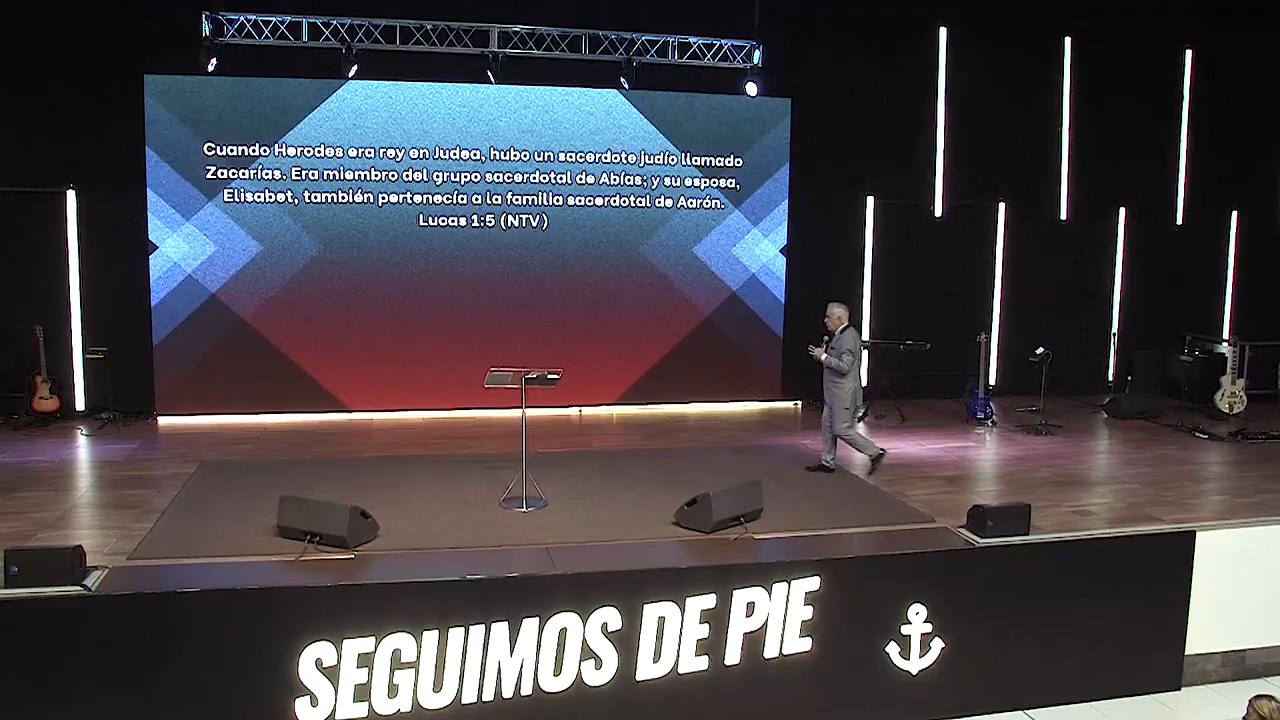 Cuando Herodes era rey en Judea, hubo un sacerdote judío llamado
Zacarías. Era miembro del grupo sacerdotal de Abías; y su esposa,
Elisabet, también pertenecía a la familia sacerdotal de Aarón.
Lucas 1:5 (NTV)
SEGUIMOS DE PIE